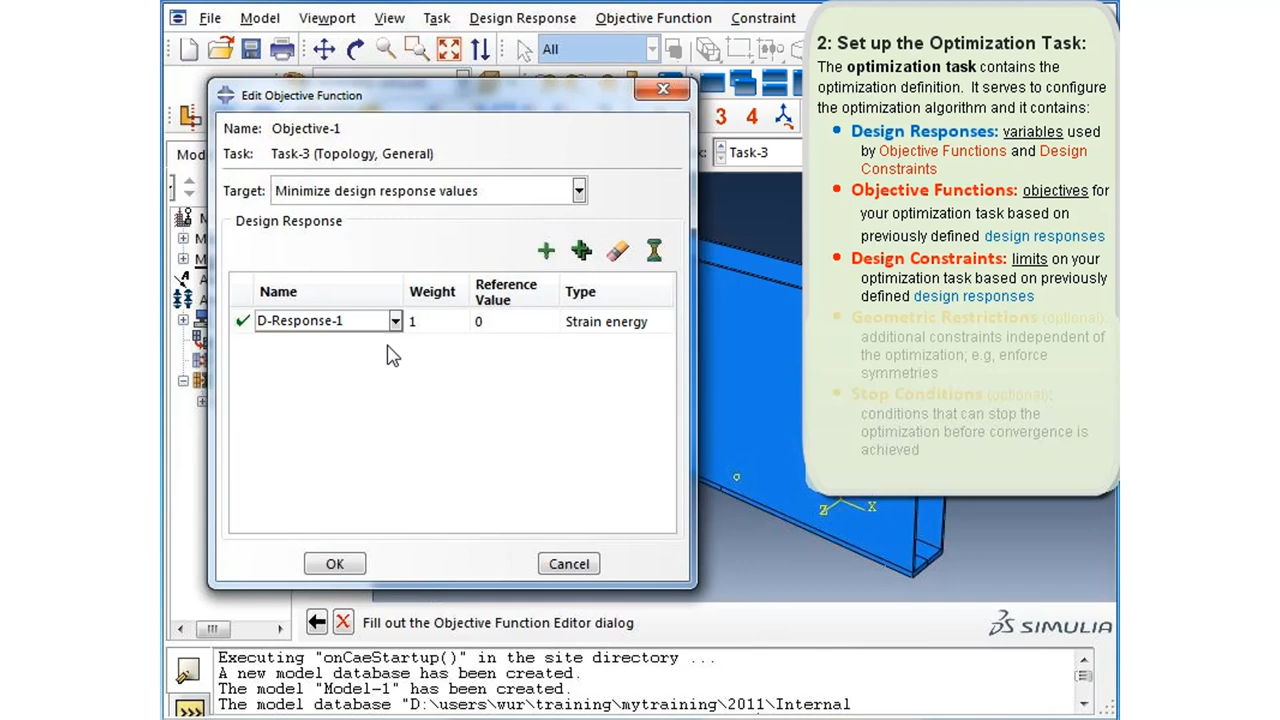 File Model Viewport View Task Design Response Objective Function Constraint
All
Edit Objective Function
3 4
Name: Objective-1
Task: Task-3 (Topology, General)
Mod
Task-3
Target: Minimize design response values
Design Response
Name Weight Reference Value Type
D-Response-1 1 0 Strain energy
OK Cancel
Z X
Fill out the Objective Function Editor dialog
SIMULIA
Executing "onCaeStartup()" in the site directory ...
A new model database has been created.
The model "Model-1" has been created.
The model database "D:\users\wur\training\mytraining\2011\Internal
2: Set up the Optimization Task:
The optimization task contains the
optimization definition. It serves to configure
the optimization algorithm and it contains:
Design Responses: variables used
by Objective Functions and Design
Constraints
Objective Functions: objectives for
your optimization task based on
previously defined design responses
Design Constraints: limits on your
optimization task based on previously
defined design responses
Geometric Restrictions (optional):
additional constraints independent of
the optimization; e.g, enforce
symmetries
Stop Conditions (optional):
conditions that can stop the
optimization before convergence is
achieved